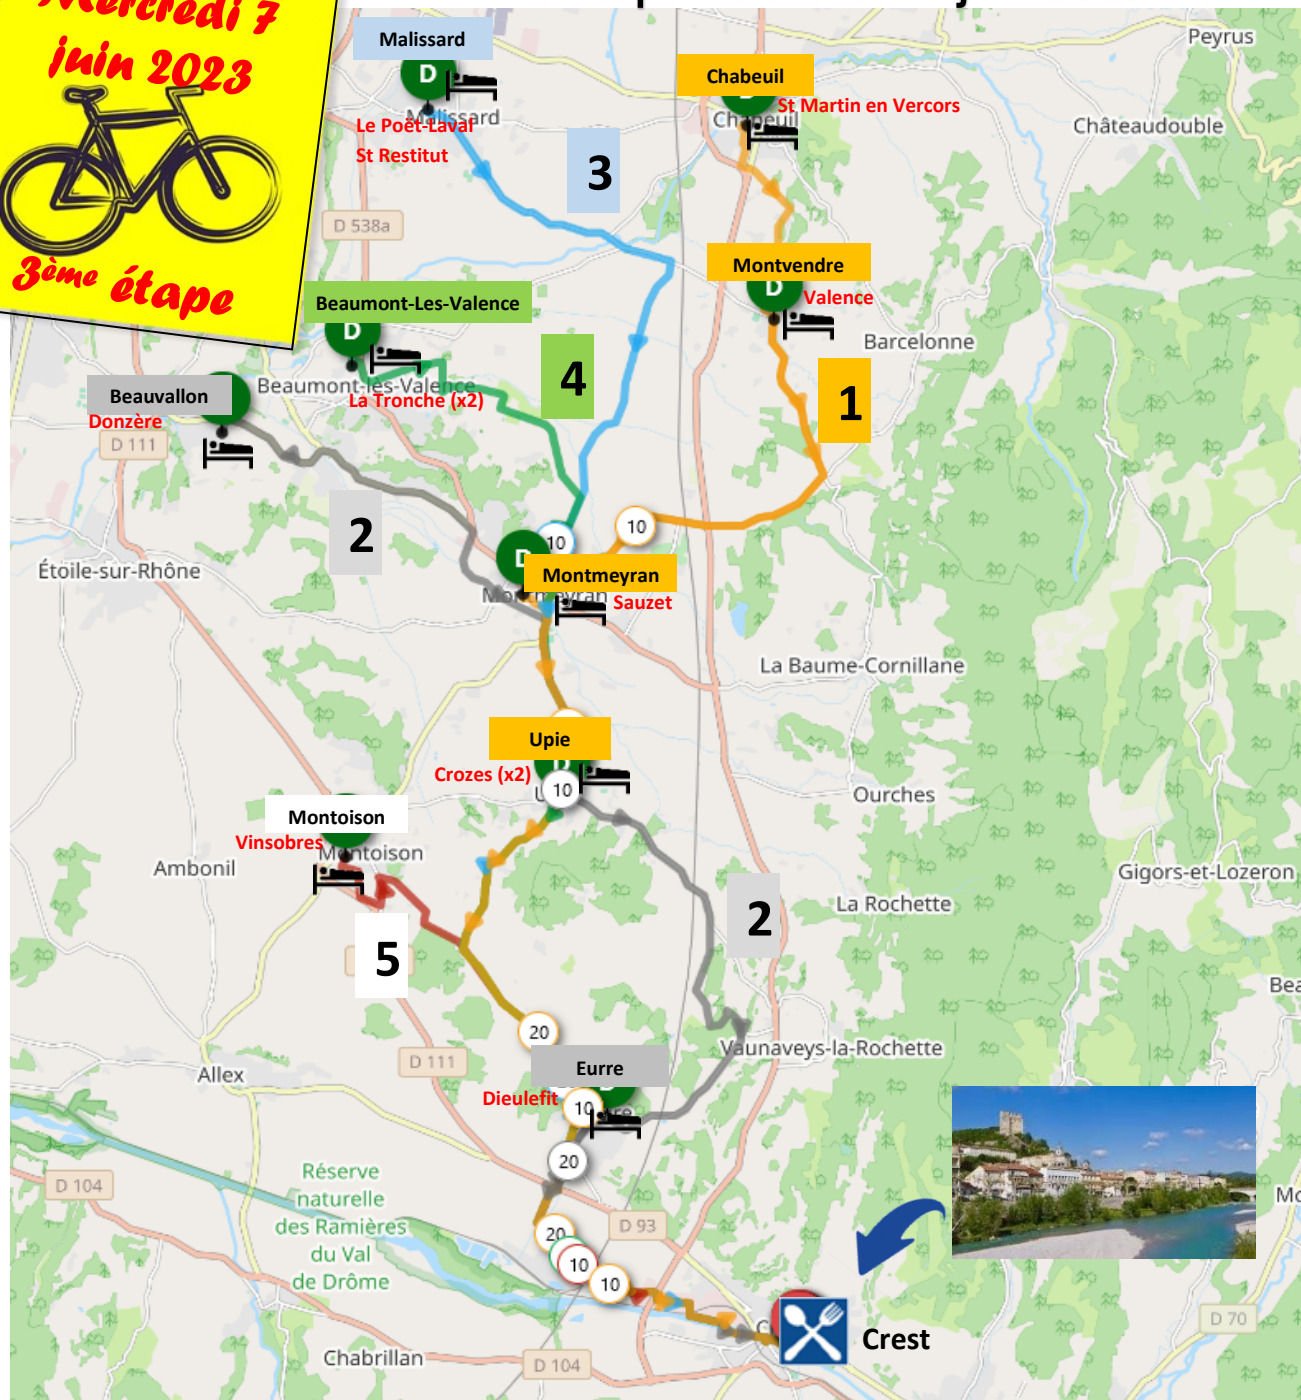 Mercredi 7
juin 2023
3ème étape
Malissard
D
Malissard
Le Poët-Laval
St Restitut
3
Chabeuil
St Martin en Vercors
Chabeuil
Peyrus
Châteaudouble
D 538a
Montvendre
D
Valence
Barcelonne
Beaumont-Les-Valence
D
Beaumont-lès-Valence
La Tronche (x2)
4
1
Beauvallon
Donzère
D 111
2
10
10
D
Montmeyran
Montmeyran
Sauzet
Étoile-sur-Rhône
La Baume-Cornillane
Upie
D
Crozes (x2)
10
Ourches
Montoison
Vinsobres
Montoison
Ambonil
Gigors-et-Lozeron
La Rochette
2
5
20
Vaunaveys-la-Rochette
D 111
Allex
Eurre
Dieulefit
10
20
Réserve
naturelle
des Ramières
du Val
de Drôme
D 104
D 93
20
10
10
Crest
D 70
Chabrillan
D 104